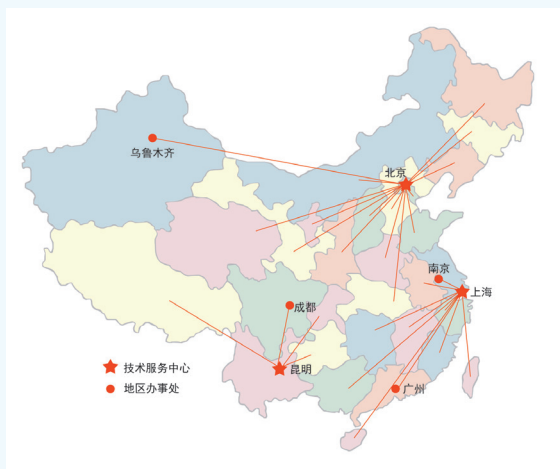 北京
乌鲁木齐
南京
上海
成都
技术服务中心
昆明
地区办事处
广州